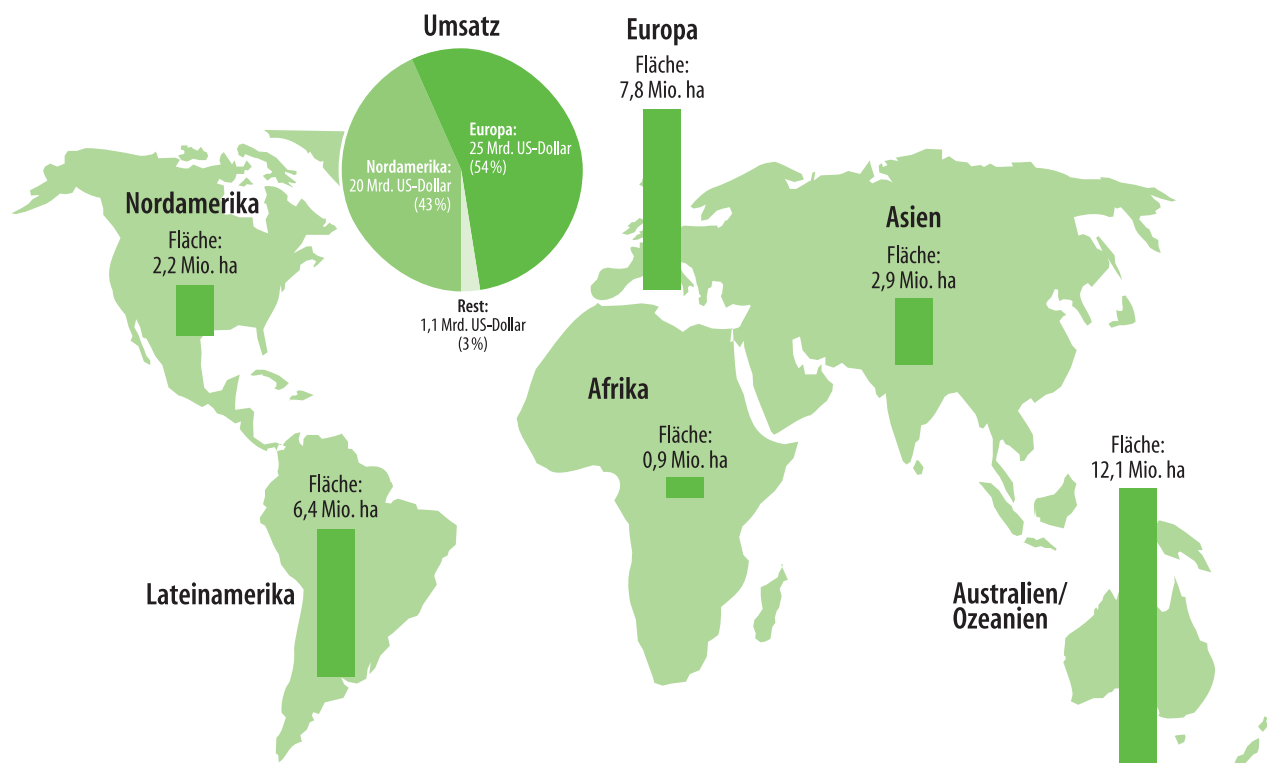 Umsatz
Europa:
25 Mrd. US-Dollar
(54%)
Nordamerika:
20 Mrd. US-Dollar
(43%)
Rest:
1,1 Mrd. US-Dollar
(3%)
Europa
Fläche:
7,8 Mio. ha
Nordamerika
Fläche:
2,2 Mio. ha
Asien
Fläche:
2,9 Mio. ha
Afrika
Fläche:
0,9 Mio. ha
Fläche:
6,4 Mio. ha
Lateinamerika
Fläche:
12,1 Mio. ha
Australien/
Ozeanien